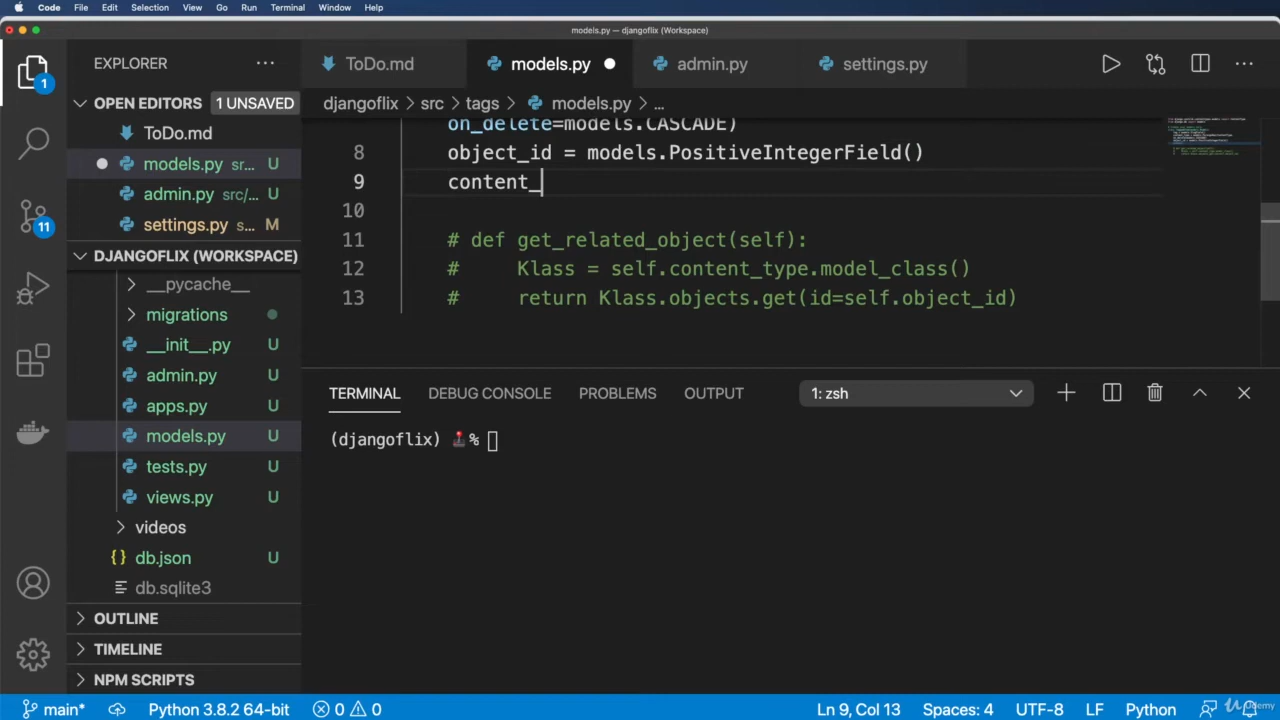 Code File Edit Selection View Go Run Terminal Window Help
models.py — djangoflix (Workspace)
EXPLORER
ToDo.md models.py admin.py settings.py
OPEN EDITORS 1 UNSAVED
djangoflix > src > tags > models.py > ...
ToDo.md
models.py src... U
admin.py src/... U
settings.py s... M
DJANGOFLIX (WORKSPACE)
__pycache__
migrations
__init__.py U
admin.py U
apps.py U
models.py U
tests.py U
views.py U
videos
db.json U
db.sqlite3
OUTLINE
TIMELINE
NPM SCRIPTS
1
11
on_delete=models.CASCADE)
8 object_id = models.PositiveIntegerField()
9 content_
10
11 # def get_related_object(self):
12 #     Klass = self.content_type.model_class()
13 #     return Klass.objects.get(id=self.object_id)
TERMINAL DEBUG CONSOLE PROBLEMS OUTPUT 1: zsh
(djangoflix) 🕹% 
main* Python 3.8.2 64-bit 0 0 Ln 9, Col 13 Spaces: 4 UTF-8 LF Python
Udemy